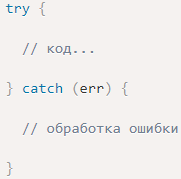 try {
// код...
} catch (err) {
// обработка ошибки
}